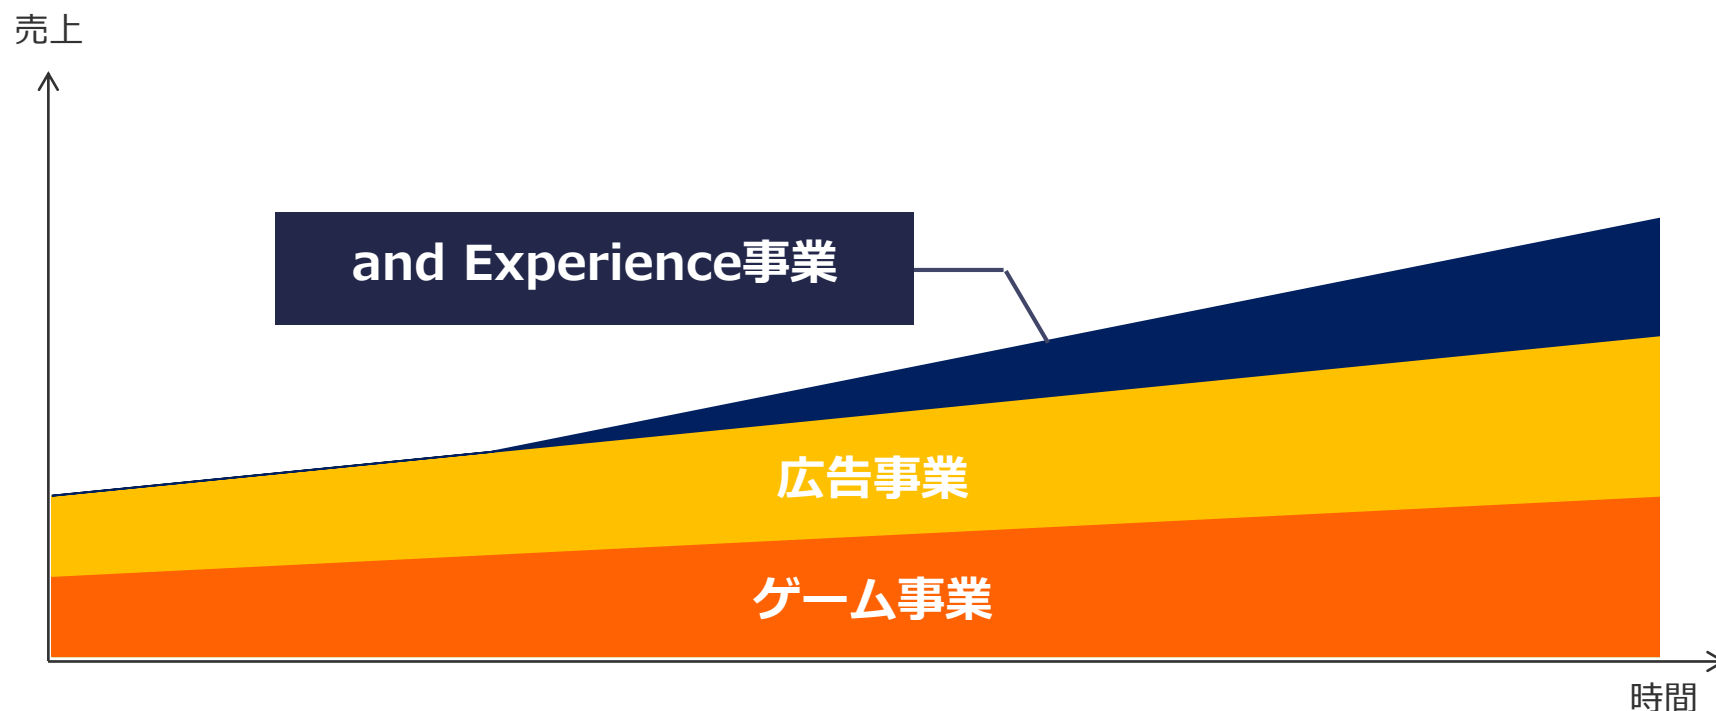 売上
and Experience事業
広告事業
ゲーム事業
時間